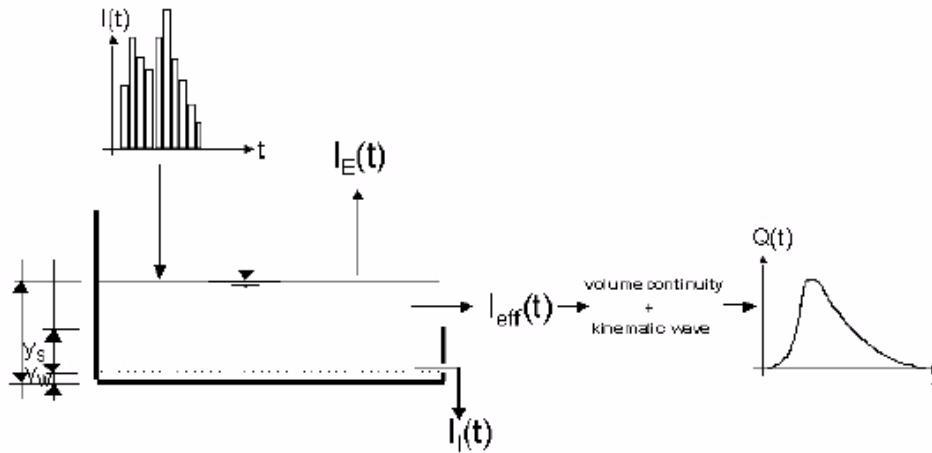 I(t)
t
I_E(t)
Q(t)
I_eff(t)
volume continuity
+
kinematic wave
y_s
y_w
I_I(t)